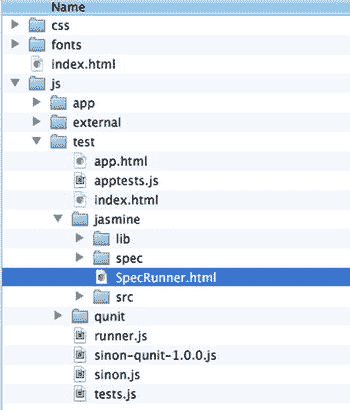 Name
css
fonts
index.html
js
app
external
test
app.html
apptests.js
index.html
jasmine
lib
spec
SpecRunner.html
src
qunit
runner.js
sinon-qunit-1.0.0.js
sinon.js
tests.js